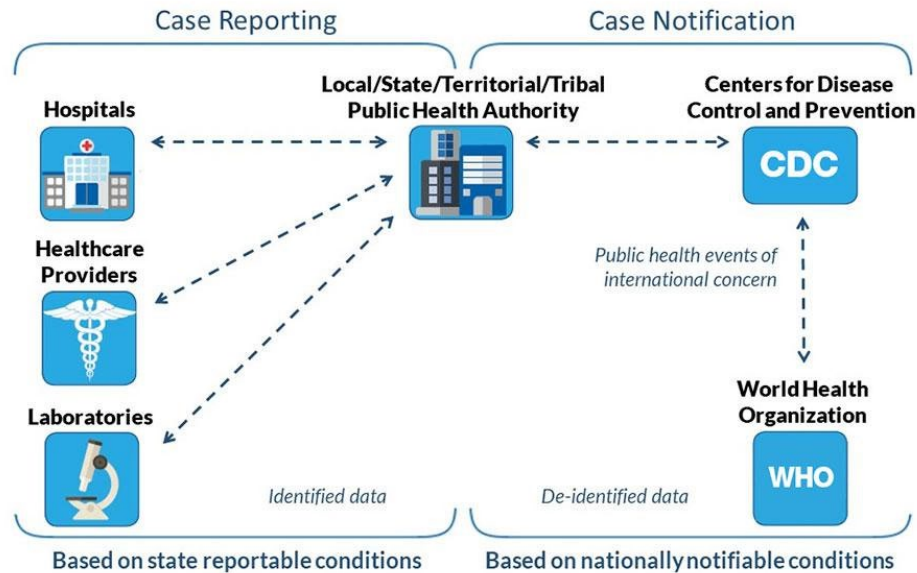 Case Reporting
Case Notification
Hospitals
Local/State/Territorial/Tribal
Public Health Authority
Centers for Disease
Control and Prevention
CDC
Healthcare
Providers
Public health events of
international concern
Laboratories
World Health
Organization
WHO
Identified data
De-identified data
Based on state reportable conditions
Based on nationally notifiable conditions